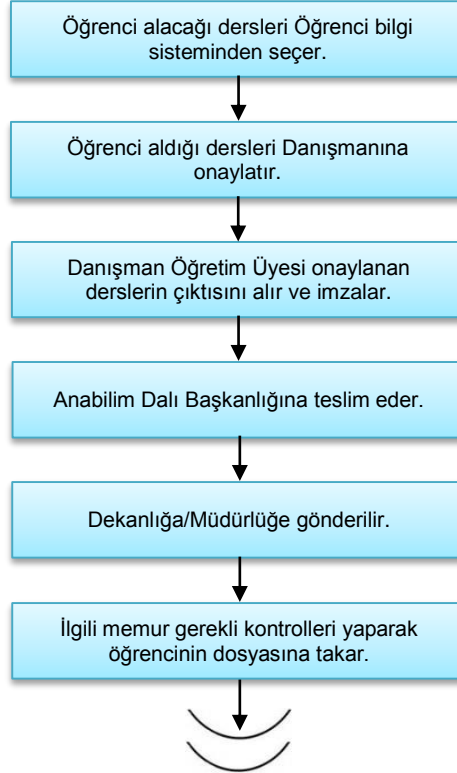 Öğrenci alacağı dersleri Öğrenci bilgi
sisteminden seçer.
Öğrenci aldığı dersleri Danışmanına
onaylatır.
Danışman Öğretim Üyesi onaylanan
derslerin çıktısını alır ve imzalar.
Anabilim Dalı Başkanlığına teslim eder.
Dekanlığa/Müdürlüğe gönderilir.
İlgili memur gerekli kontrolleri yaparak
öğrencinin dosyasına takar.